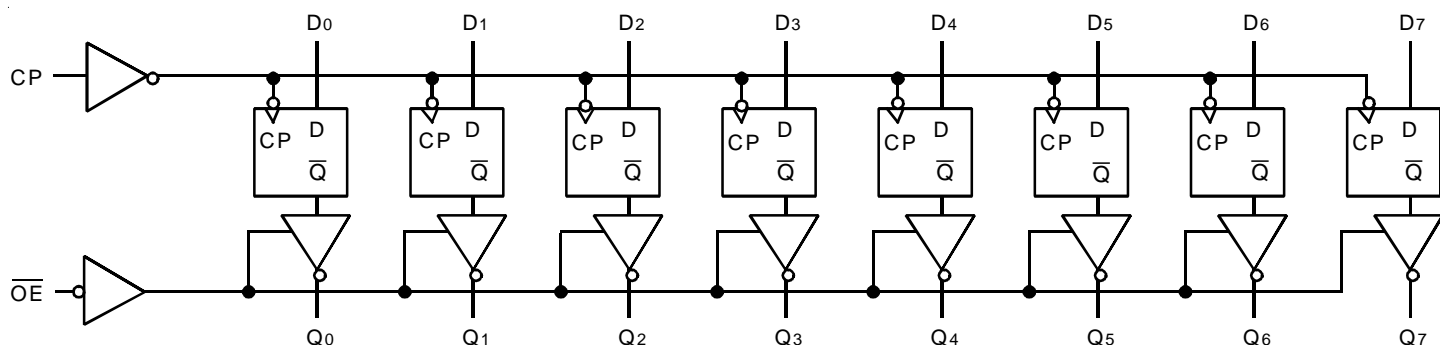 D0 D1 D2 D3 D4 D5 D6 D7
CP
CP D CP D CP D CP D CP D CP D CP D CP D
Q̅ Q̅ Q̅ Q̅ Q̅ Q̅ Q̅ Q̅
O̅E̅
Q0 Q1 Q2 Q3 Q4 Q5 Q6 Q7